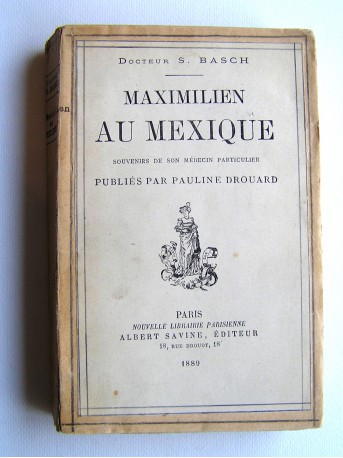 DOCTEUR S. BASCH
MAXIMILIEN
AU MEXIQUE
SOUVENIRS DE SON MÉDECIN PARTICULIER
PUBLIÉS PAR PAULINE DROUARD
PARIS
NOUVELLE LIBRAIRIE PARISIENNE
ALBERT SAVINE, ÉDITEUR
18, RUE DROUOT, 18
1889